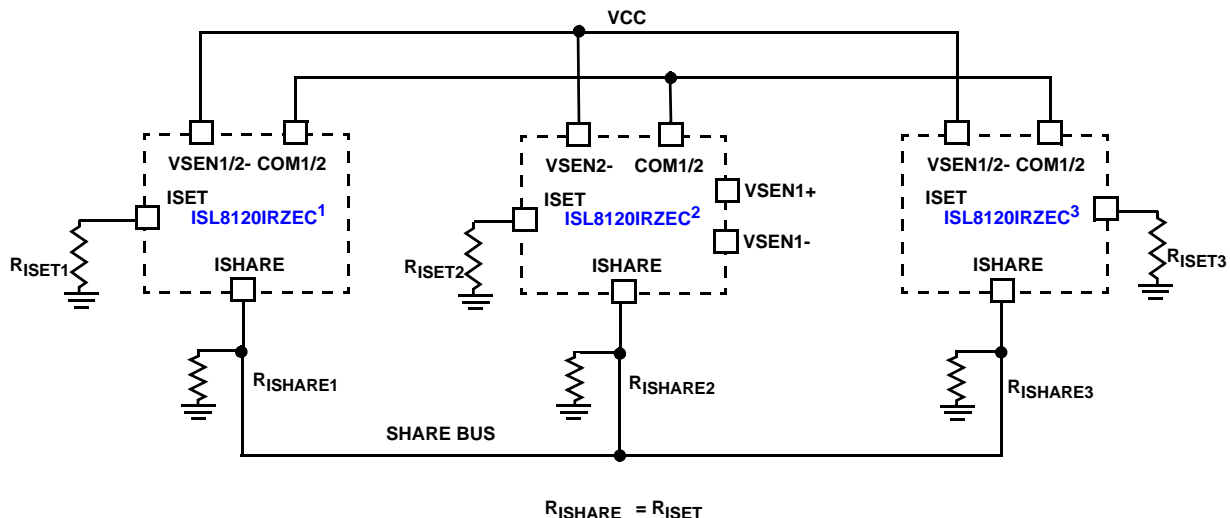 VCC
VSEN1/2- COM1/2
ISET
ISL8120IRZEC1
RISET1
ISHARE
RISHARE1
VSEN2- COM1/2
ISET
ISL8120IRZEC2
VSEN1+
VSEN1-
RISET2
ISHARE
RISHARE2
VSEN1/2- COM1/2
ISET
ISL8120IRZEC3
RISET3
ISHARE
RISHARE3
SHARE BUS
RISHARE = RISET